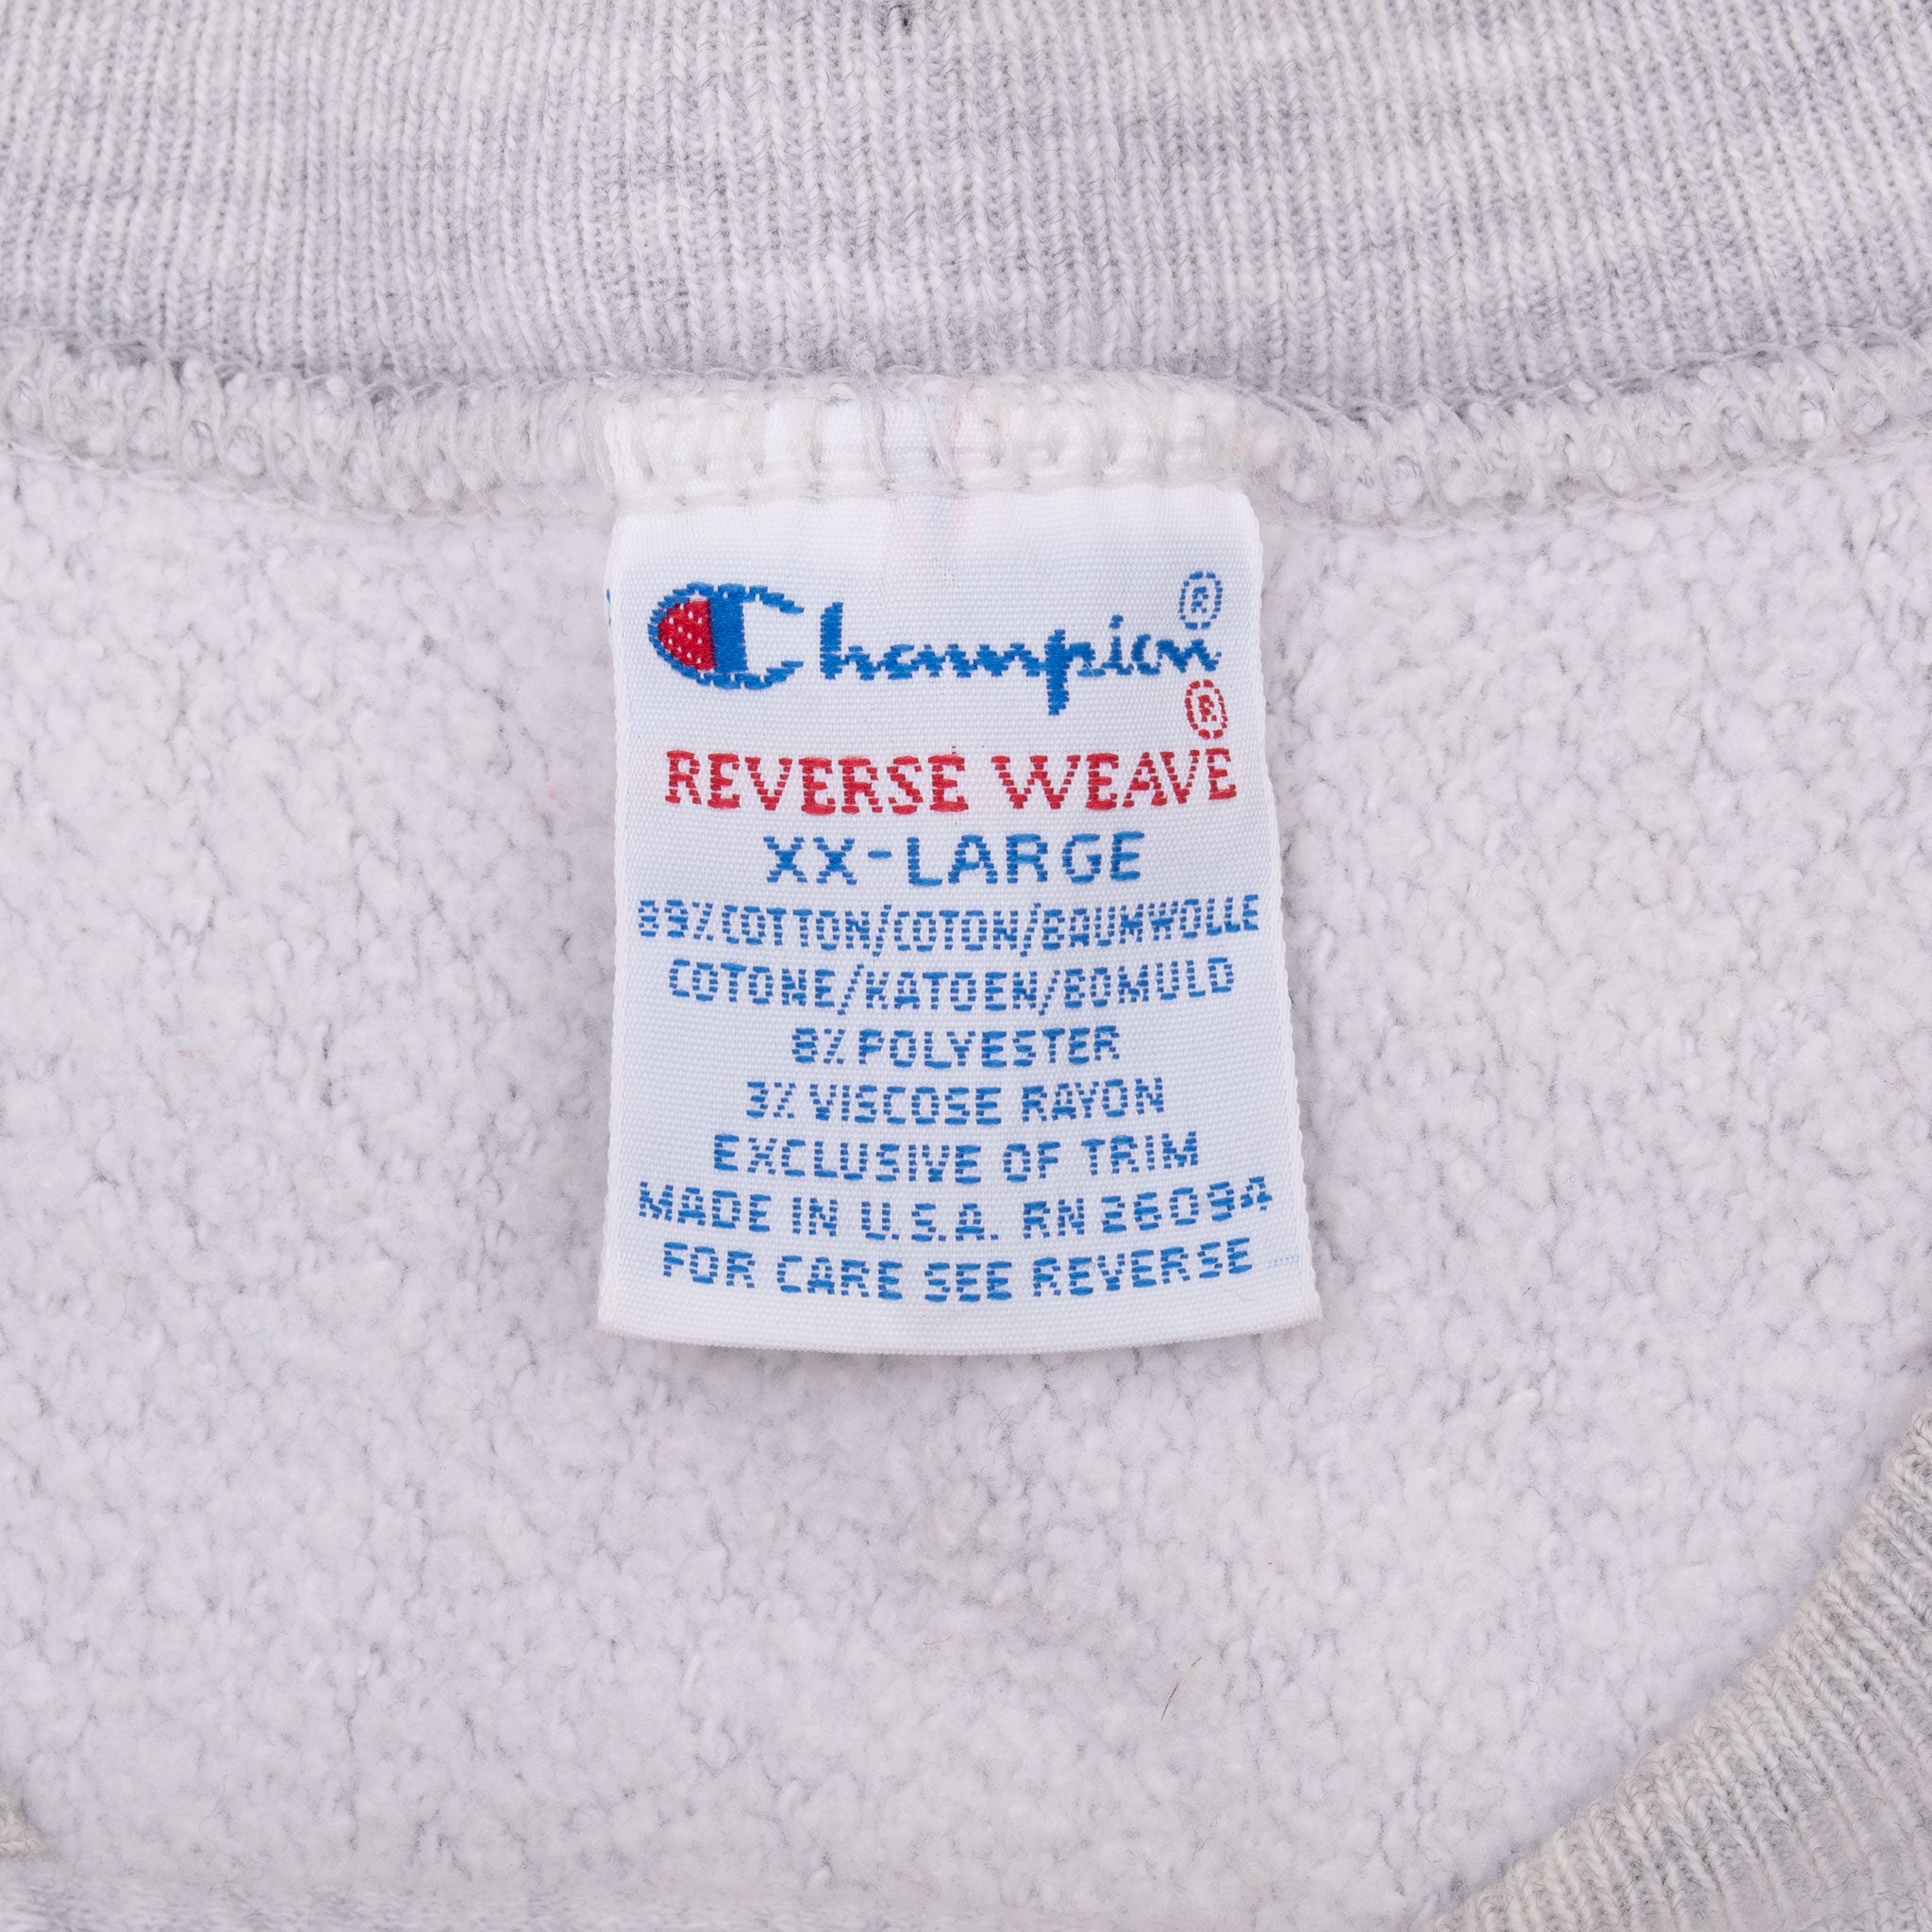 Champion®
®
REVERSE WEAVE
XX-LARGE
89% COTTON/COTON/BAUMWOLLE
COTONE/KATOEN/BOMULD
8% POLYESTER
3% VISCOSE RAYON
EXCLUSIVE OF TRIM
MADE IN U.S.A. RN 26094
FOR CARE SEE REVERSE